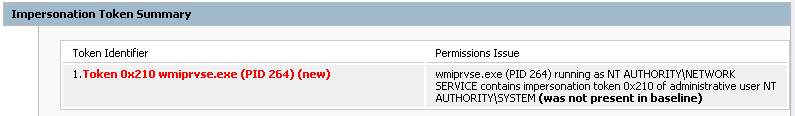 Impersonation Token Summary
Token Identifier
Permissions Issue
1.Token 0x210 wmiprvse.exe (PID 264) (new)
wmiprvse.exe (PID 264) running as NT AUTHORITY\NETWORK
SERVICE contains impersonation token 0x210 of administrative user NT
AUTHORITY\SYSTEM (was not present in baseline)